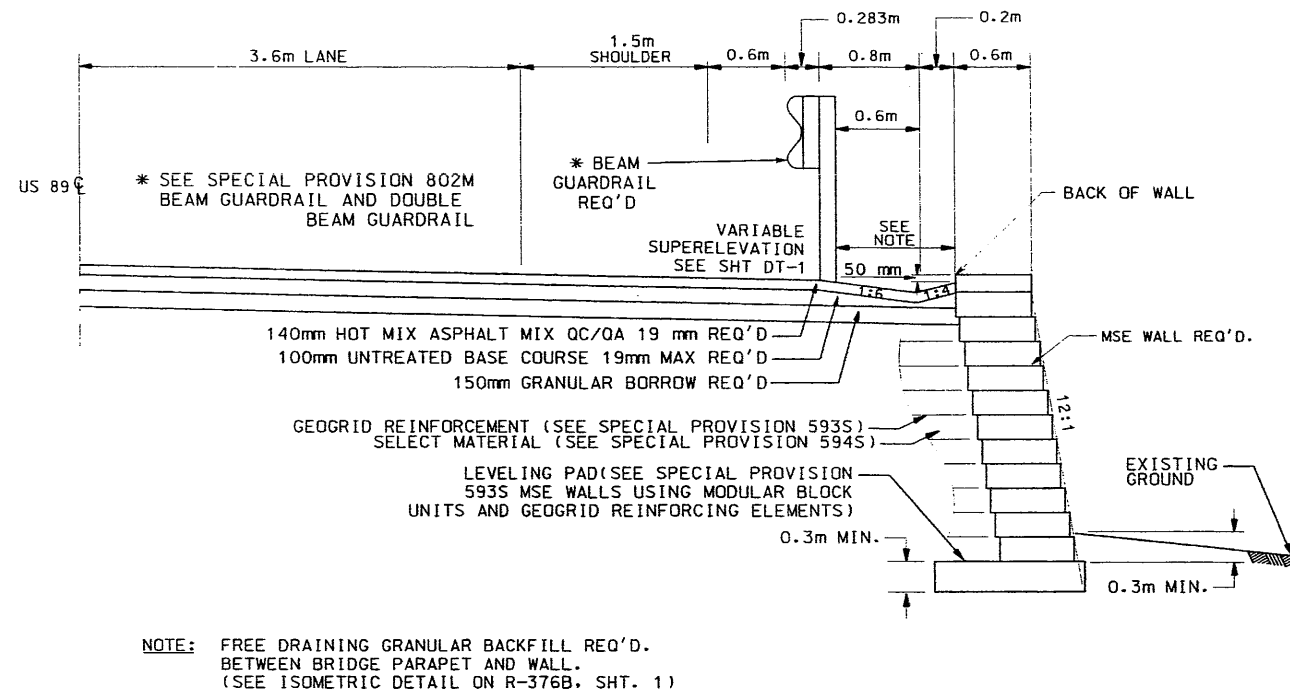 0.283m
0.2m
3.6m LANE
1.5m
SHOULDER
0.6m
0.8m
0.6m
0.6m
US 89 ℄
* SEE SPECIAL PROVISION 802M
BEAM GUARDRAIL AND DOUBLE
BEAM GUARDRAIL
* BEAM
GUARDRAIL
REQ'D
BACK OF WALL
VARIABLE
SUPERELEVATION
SEE SHT DT-1
SEE
NOTE
50 mm
1:6
1:4
140mm HOT MIX ASPHALT MIX QC/QA 19 mm REQ'D
100mm UNTREATED BASE COURSE 19mm MAX REQ'D
150mm GRANULAR BORROW REQ'D
MSE WALL REQ'D.
12:1
GEOGRID REINFORCEMENT (SEE SPECIAL PROVISION 593S)
SELECT MATERIAL (SEE SPECIAL PROVISION 594S)
LEVELING PAD(SEE SPECIAL PROVISION
593S MSE WALLS USING MODULAR BLOCK
UNITS AND GEOGRID REINFORCING ELEMENTS)
EXISTING
GROUND
0.3m MIN.
0.3m MIN.
NOTE: FREE DRAINING GRANULAR BACKFILL REQ'D.
BETWEEN BRIDGE PARAPET AND WALL.
(SEE ISOMETRIC DETAIL ON R-376B, SHT. 1)